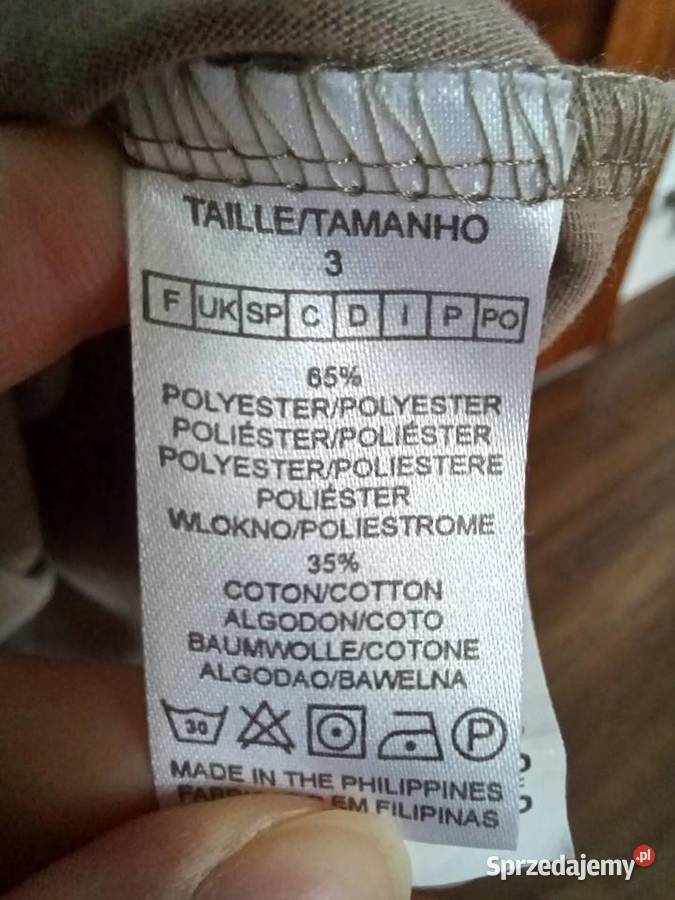 TAILLE/TAMANHO
3
F UK SP C D I P PO
65%
POLYESTER/POLYESTER
POLIÉSTER/POLIÉSTER
POLYESTER/POLIESTERE
POLIÉSTER
WLOKNO/POLIESTROME
35%
COTON/COTTON
ALGODON/COTO
BAUMWOLLE/COTONE
ALGODAO/BAWELNA
30 P
MADE IN THE PHILIPPINES
EM FILIPINAS
Sprzedajemy.pl